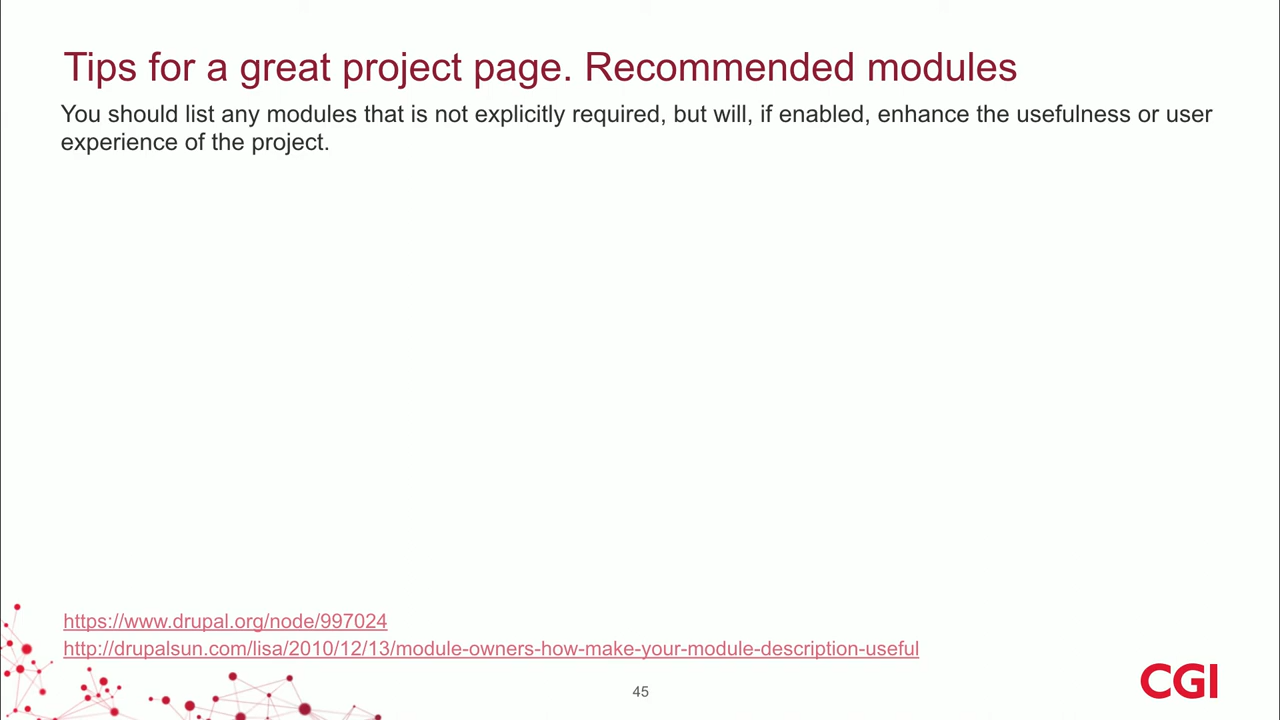 Tips for a great project page. Recommended modules
You should list any modules that is not explicitly required, but will, if enabled, enhance the usefulness or user
experience of the project.
https://www.drupal.org/node/997024
http://drupalsun.com/lisa/2010/12/13/module-owners-how-make-your-module-description-useful
45
CGI